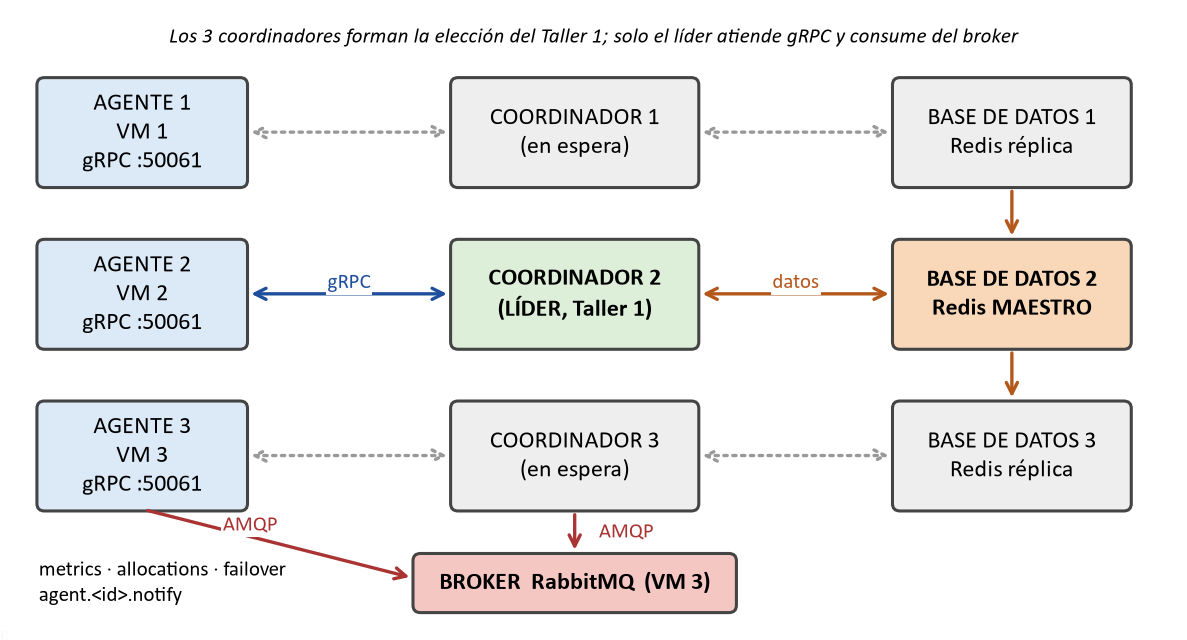 Los 3 coordinadores forman la elección del Taller 1; solo el líder atiende gRPC y consume del broker
AGENTE 1
VM 1
gRPC :50061
COORDINADOR 1
(en espera)
BASE DE DATOS 1
Redis réplica
AGENTE 2
VM 2
gRPC :50061
gRPC
COORDINADOR 2
(LÍDER, Taller 1)
datos
BASE DE DATOS 2
Redis MAESTRO
AGENTE 3
VM 3
gRPC :50061
COORDINADOR 3
(en espera)
BASE DE DATOS 3
Redis réplica
AMQP
AMQP
metrics · allocations · failover
agent.<id>.notify
BROKER RabbitMQ (VM 3)